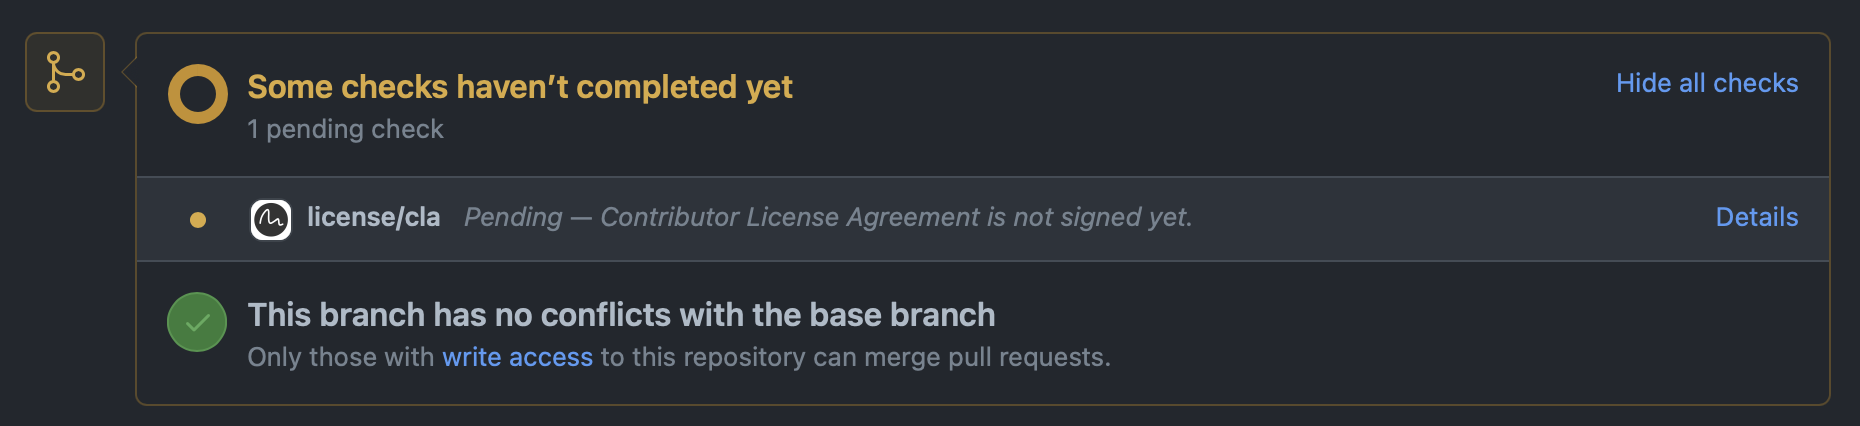 Some checks haven’t completed yet
Hide all checks
1 pending check
license/cla Pending — Contributor License Agreement is not signed yet.
Details
This branch has no conflicts with the base branch
Only those with write access to this repository can merge pull requests.